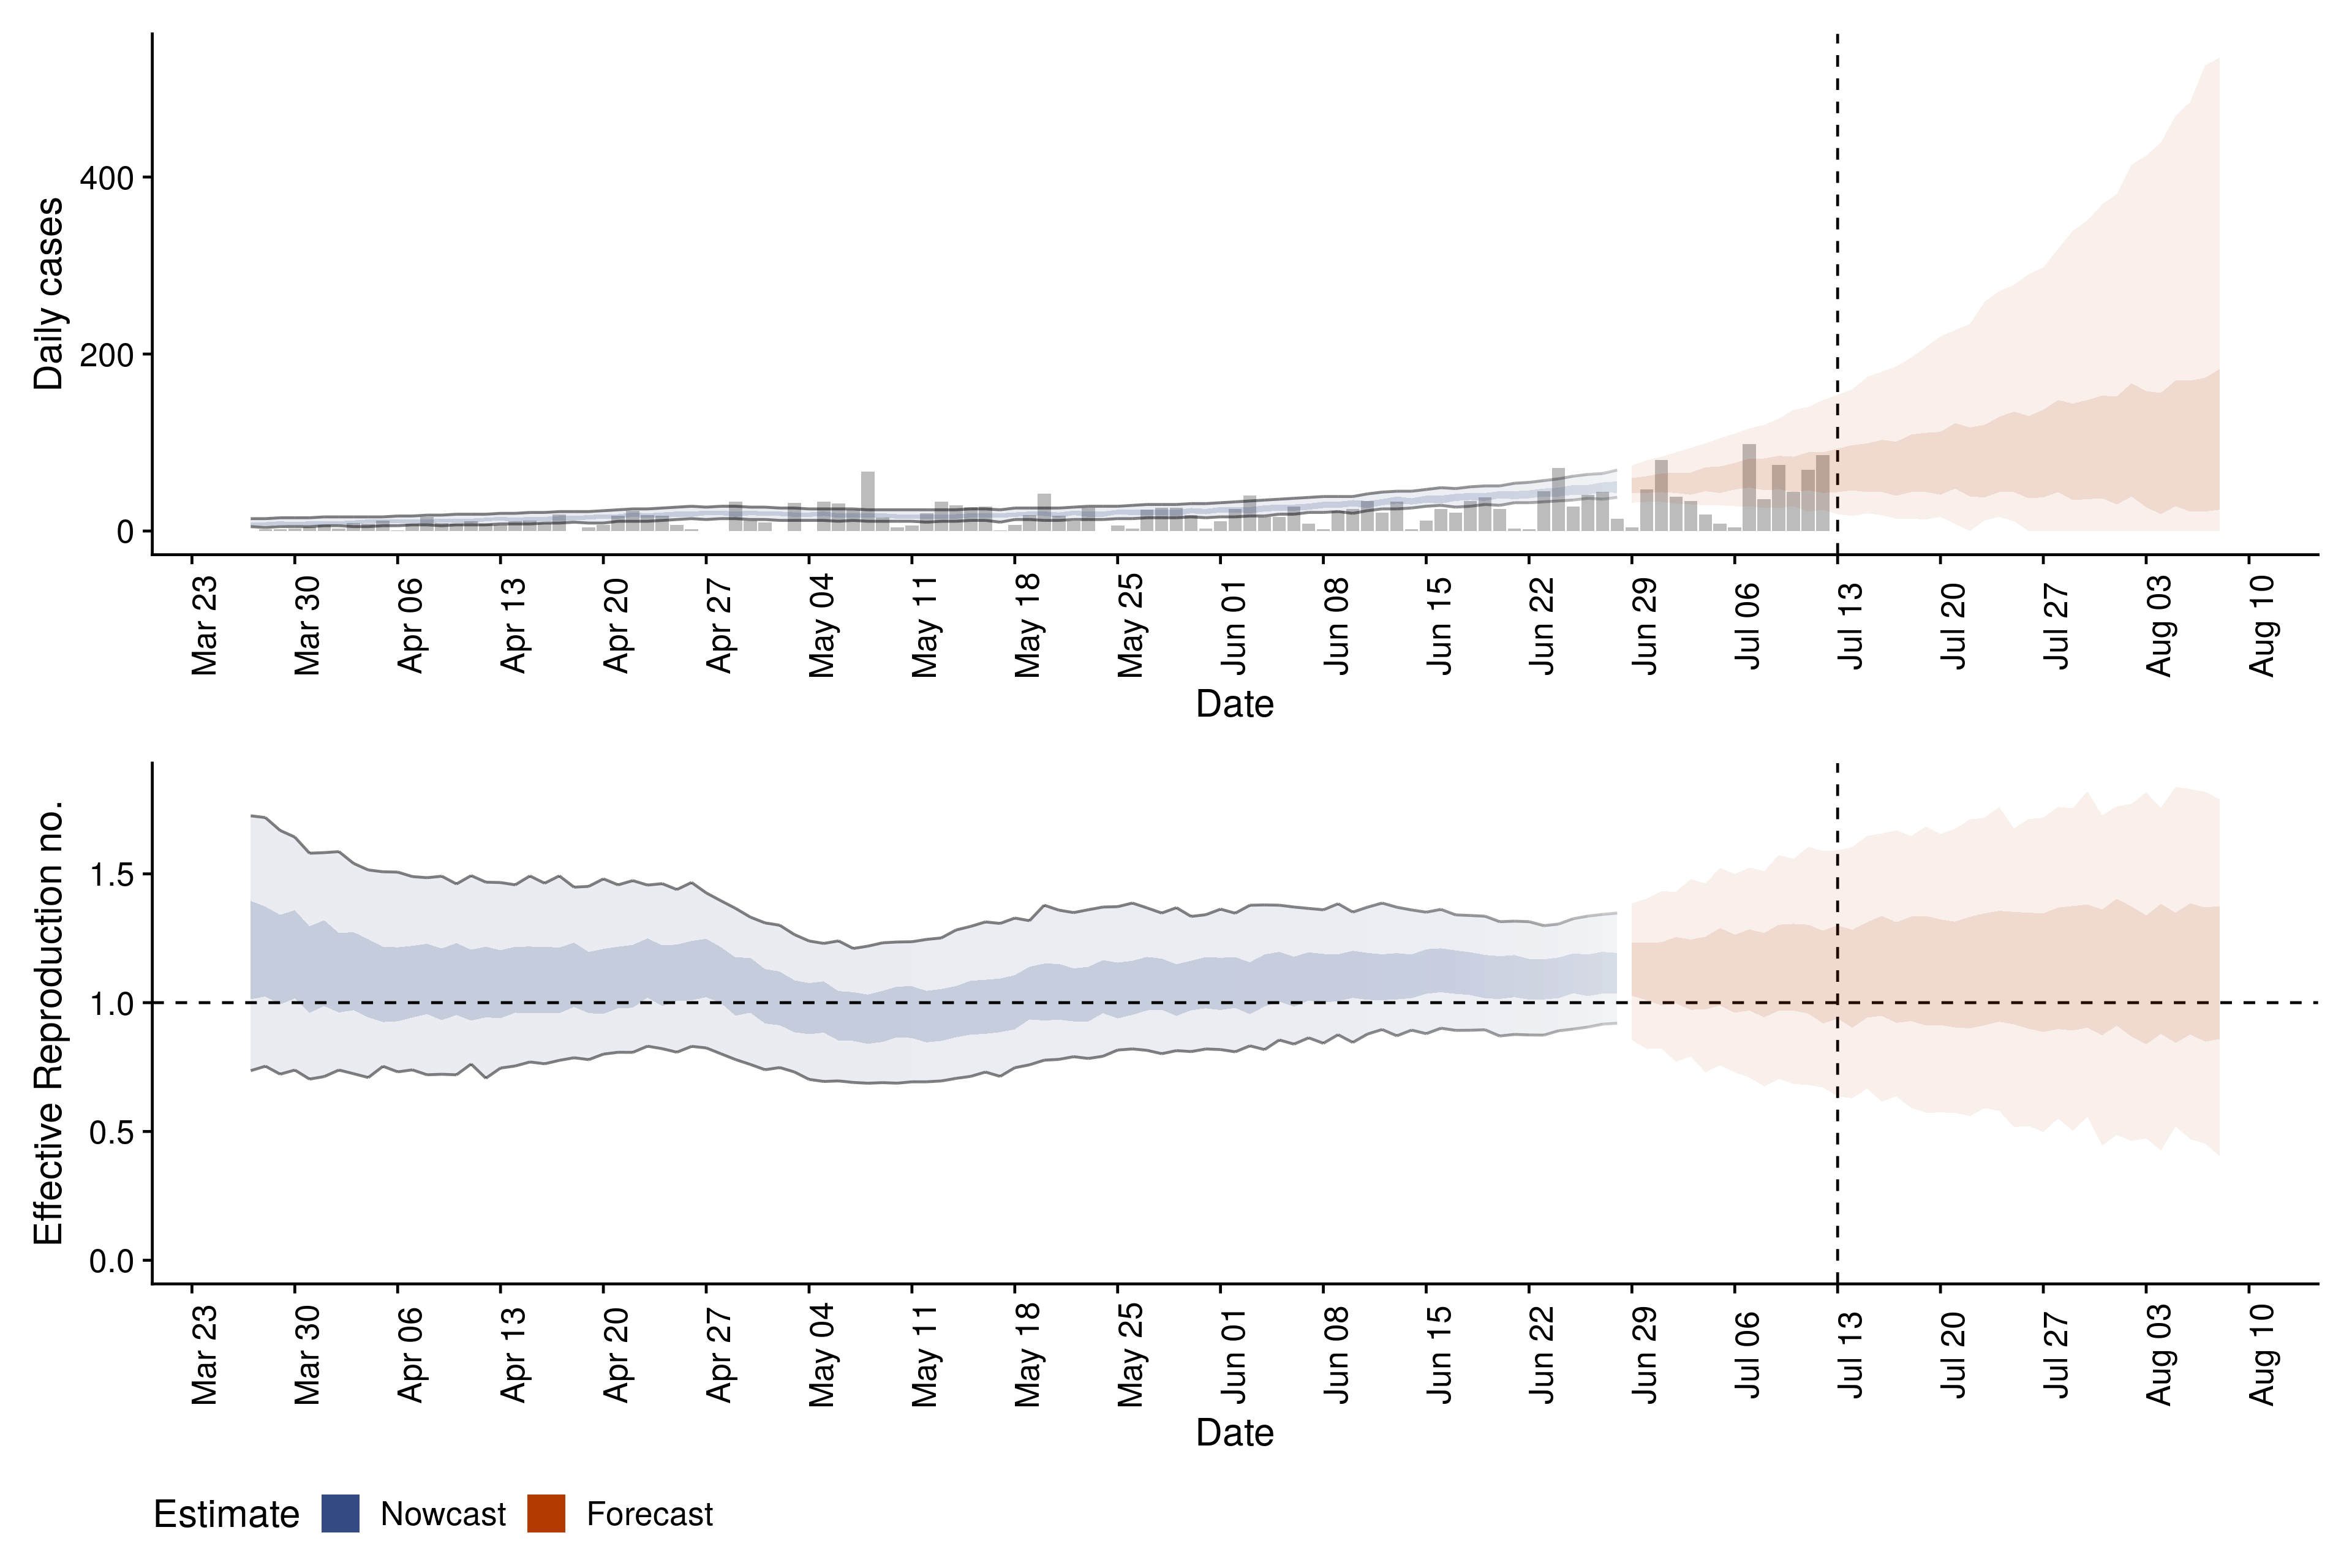 Daily cases
400
200
0
Mar 23 Mar 30 Apr 06 Apr 13 Apr 20 Apr 27 May 04 May 11 May 18 May 25 Jun 01 Jun 08 Jun 15 Jun 22 Jun 29 Jul 06 Jul 13 Jul 20 Jul 27 Aug 03 Aug 10
Date
Effective Reproduction no.
1.5
1.0
0.5
0.0
Mar 23 Mar 30 Apr 06 Apr 13 Apr 20 Apr 27 May 04 May 11 May 18 May 25 Jun 01 Jun 08 Jun 15 Jun 22 Jun 29 Jul 06 Jul 13 Jul 20 Jul 27 Aug 03 Aug 10
Date
Estimate Nowcast Forecast